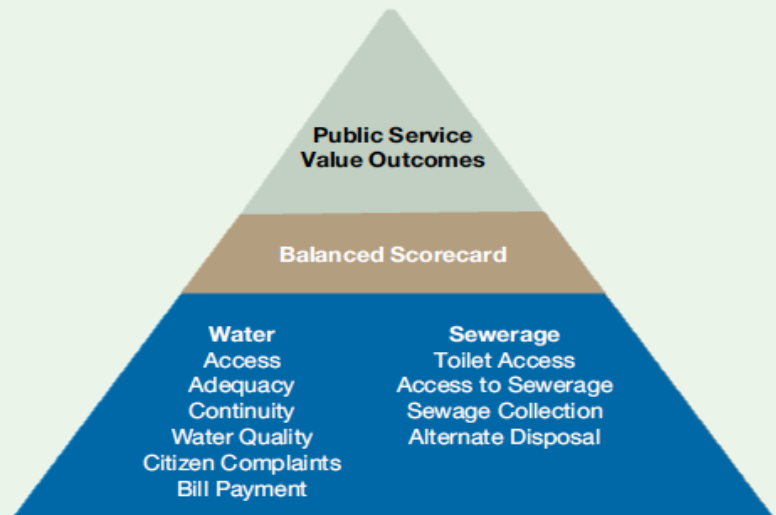 Public Service
Value Outcomes
Balanced Scorecard
Water
Access
Adequacy
Continuity
Water Quality
Citizen Complaints
Bill Payment
Sewerage
Toilet Access
Access to Sewerage
Sewage Collection
Alternate Disposal